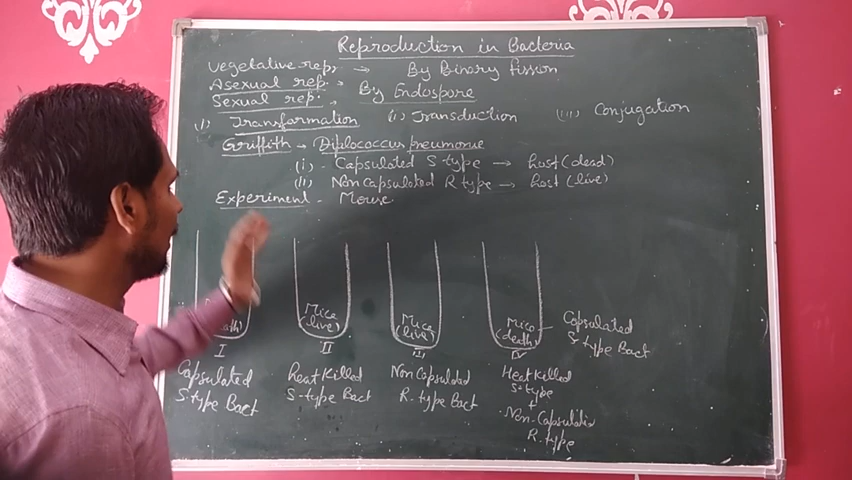 Reproduction in Bacteria
Vegetative rep. → By Binary fission
Asexual rep. → By Endospore
Sexual rep. →
(i) Transformation (ii) Transduction (iii) Conjugation
Griffith → Diplococcus pneumonae
(i) - Capsulated S-type → host (dead)
(ii) Non capsulated R type → host (live)
Experiment - Mouse
death) Mice (live) Mice (live) Mice (death) Capsulated S type Bact
I II III IV
Capsulated S-type Bact
heat Killed S-type Bact
Non Capsulated R-type Bact
Heat Killed S-type + Non-Capsulated R-type